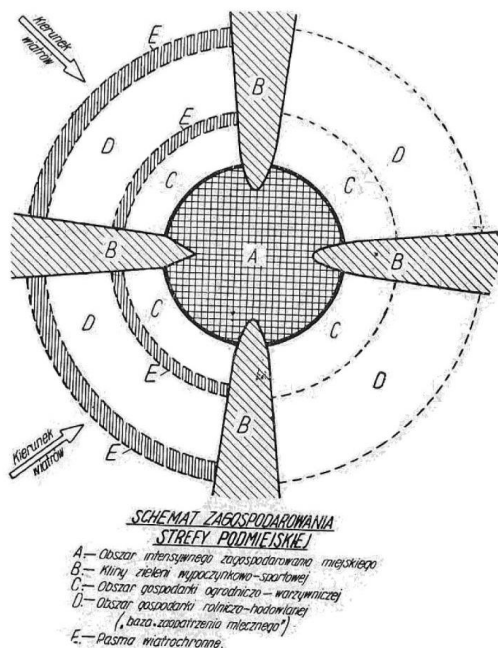 Kierunek
wiatrów
E
B
D
E
D
C
C
B
A
B
C
C
D
D
E
B
Kierunek
wiatrów
E
SCHEMAT ZAGOSPODAROWANIA
STREFY PODMIEJSKIEJ
A.— Obszar intensywnego zagospodarowania miejskiego
B.— Kliny zieleni wypoczynkowo-sportowej
C.— Obszar gospodarki ogrodniczo-warzywniczej
D.— Obszar gospodarki rolniczo-hodowlanej
(„baza zaopatrzenia mlecznego”)
E.— Pasma wiatrochronne.